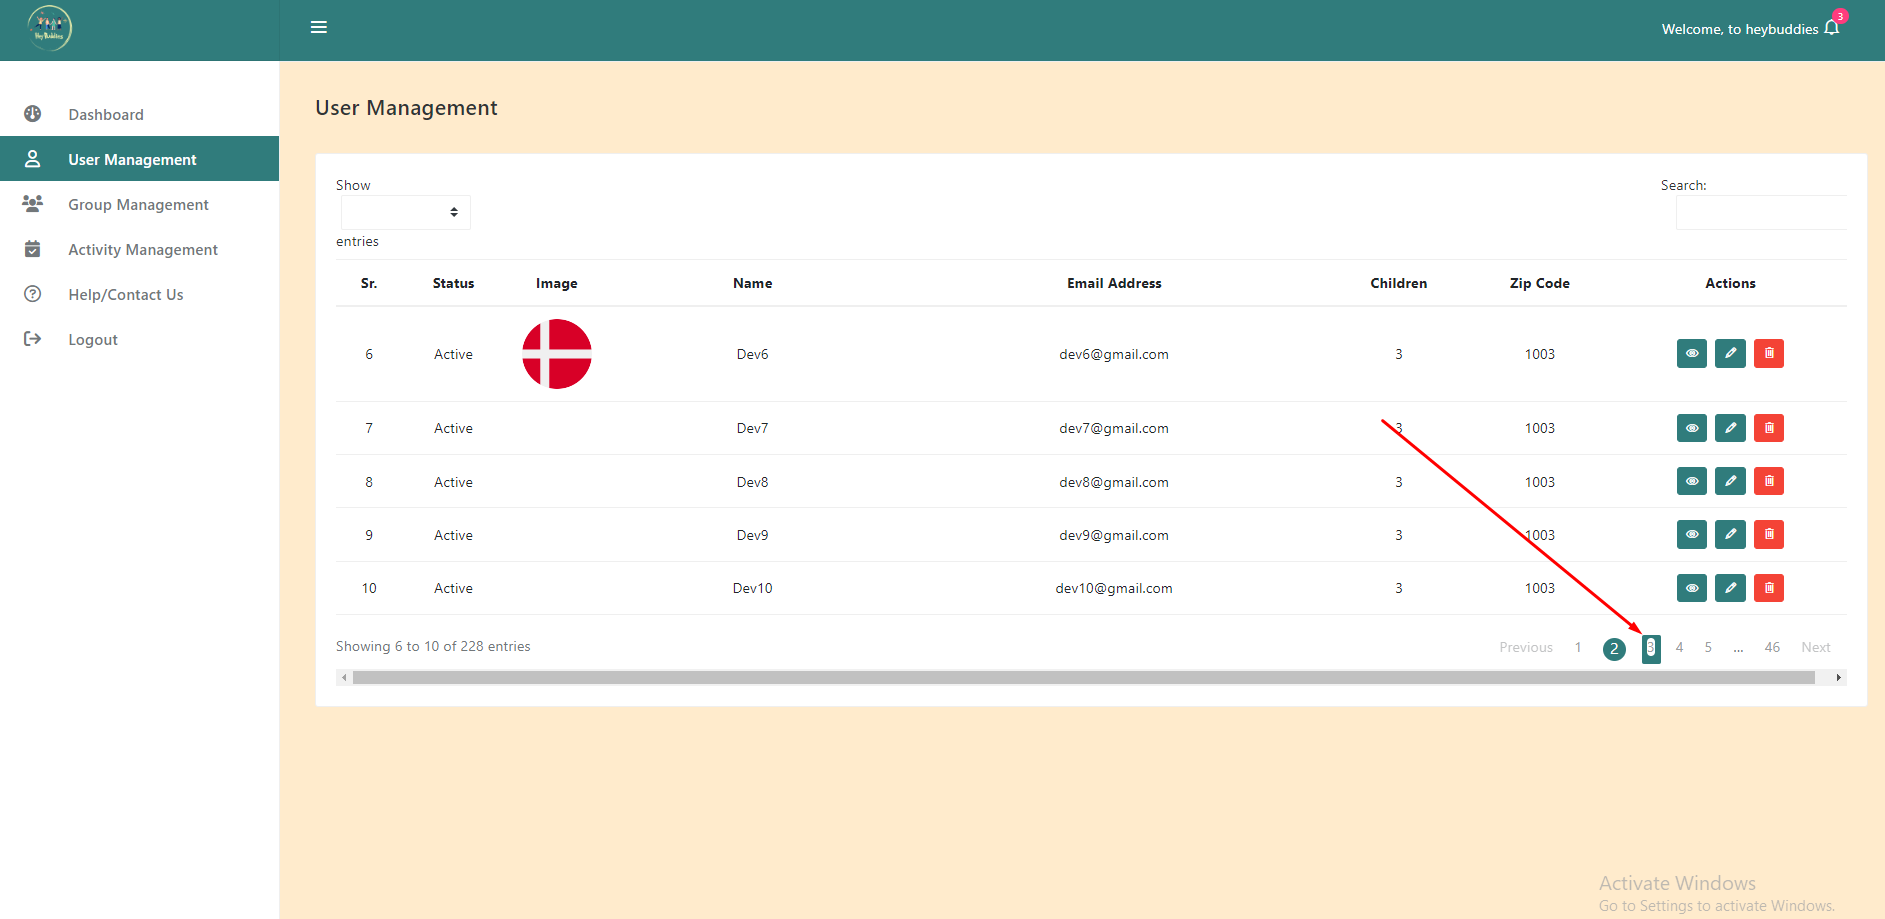 Hey Buddies
Welcome, to heybuddies 3
Dashboard
User Management
Group Management
Activity Management
Help/Contact Us
Logout
User Management
Show
entries
Search:
Sr. Status Image Name Email Address Children Zip Code Actions
6 Active Dev6 dev6@gmail.com 3 1003
7 Active Dev7 dev7@gmail.com 3 1003
8 Active Dev8 dev8@gmail.com 3 1003
9 Active Dev9 dev9@gmail.com 3 1003
10 Active Dev10 dev10@gmail.com 3 1003
Showing 6 to 10 of 228 entries
Previous 1 2 3 4 5 ... 46 Next
Activate Windows
Go to Settings to activate Windows.